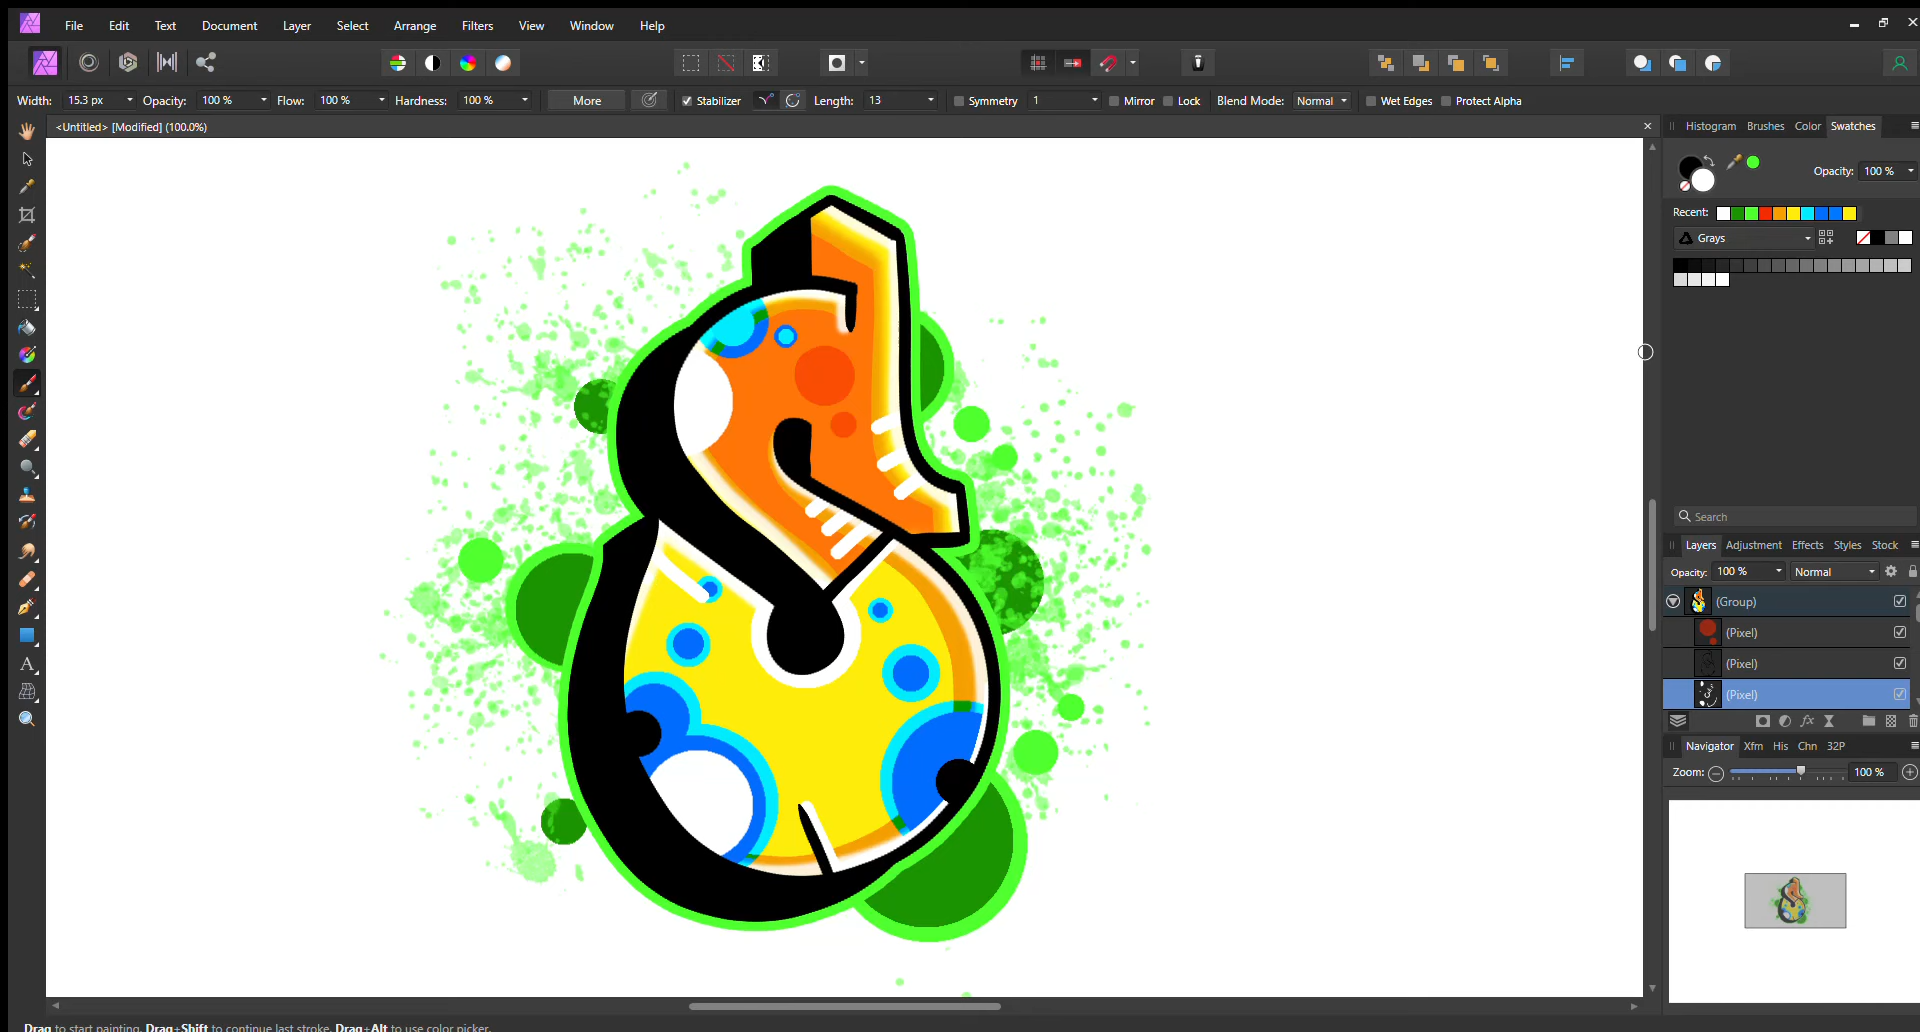 File Edit Text Document Layer Select Arrange Filters View Window Help
Width: 15.3 px Opacity: 100 % Flow: 100 % Hardness: 100 % More Stabilizer Length: 13 Symmetry 1 Mirror Lock Blend Mode: Normal Wet Edges Protect Alpha
<Untitled> [Modified] (100.0%)
Histogram Brushes Color Swatches
Opacity: 100 %
Recent:
Grays
Search
Layers Adjustment Effects Styles Stock
Opacity: 100 % Normal
(Group)
(Pixel)
(Pixel)
(Pixel)
Navigator Xfm His Chn 32P
Zoom: 100 %
Drag to start painting. Drag+Shift to continue last stroke. Drag+Alt to use color picker.